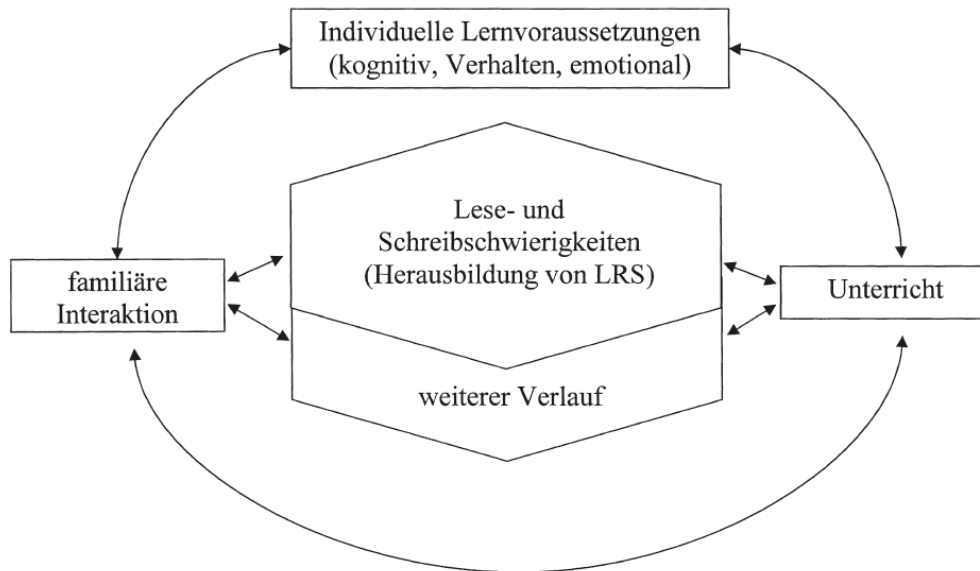 Individuelle Lernvoraussetzungen
(kognitiv, Verhalten, emotional)
Lese- und
Schreibschwierigkeiten
(Herausbildung von LRS)
familiäre
Interaktion
Unterricht
weiterer Verlauf